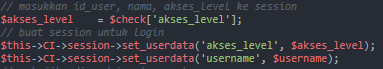 // masukkan id_user, nama, akses_level ke session
$akses_level    = $check['akses_level'];
// buat session untuk login
$this->CI->session->set_userdata('akses_level', $akses_level);
$this->CI->session->set_userdata('username', $username);